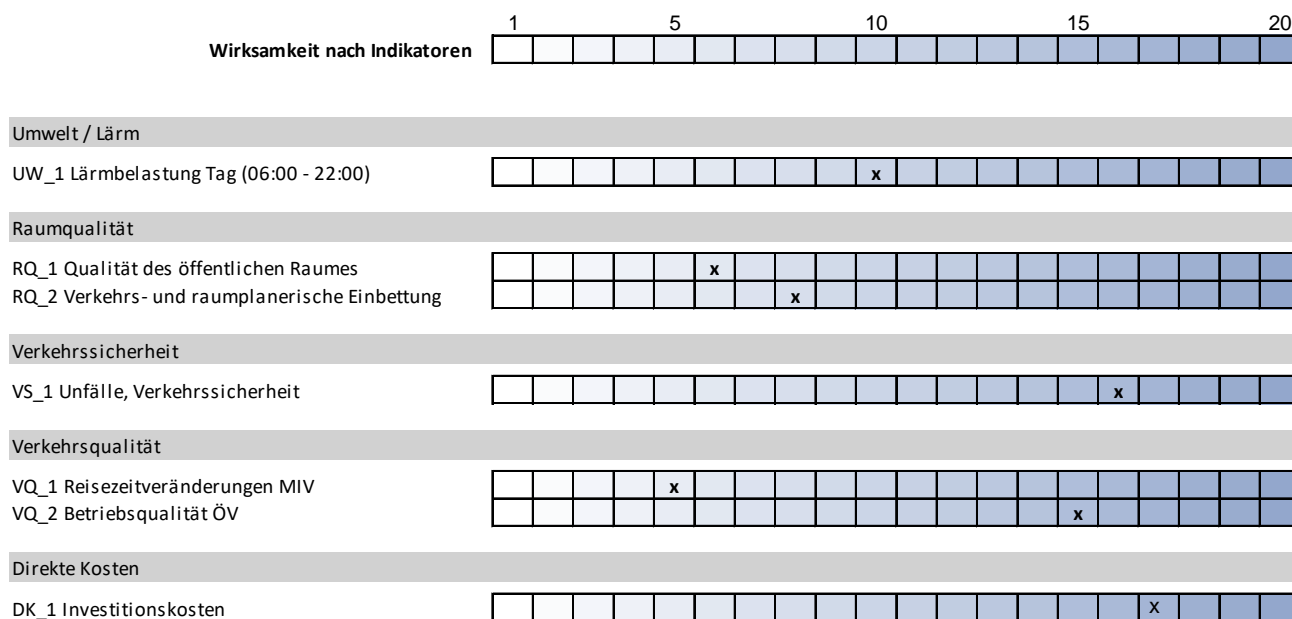 1 5 10 15 20
Wirksamkeit nach Indikatoren
Umwelt / Lärm
UW_1 Lärmbelastung Tag (06:00 - 22:00) x
Raumqualität
RQ_1 Qualität des öffentlichen Raumes x
RQ_2 Verkehrs- und raumplanerische Einbettung x
Verkehrssicherheit
VS_1 Unfälle, Verkehrssicherheit x
Verkehrsqualität
VQ_1 Reisezeitveränderungen MIV x
VQ_2 Betriebsqualität ÖV x
Direkte Kosten
DK_1 Investitionskosten x